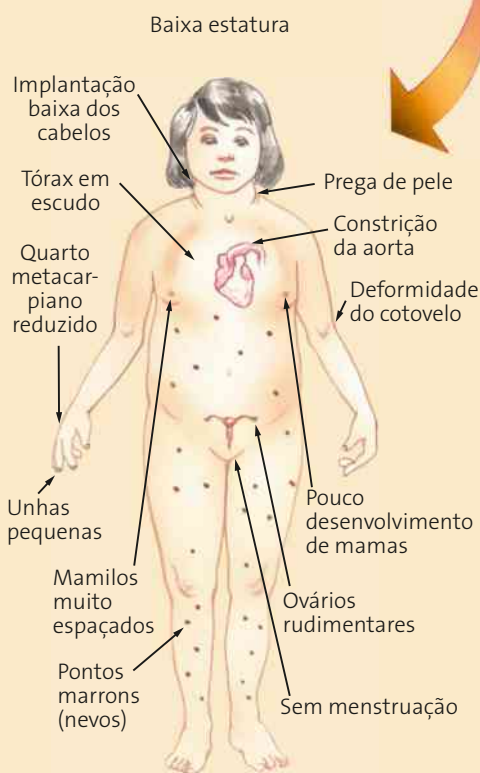 Baixa estatura
Implantação
baixa dos
cabelos
Tórax em
escudo
Quarto
metacar-
piano
reduzido
Unhas
pequenas
Mamilos
muito
espaçados
Pontos
marrons
(nevos)
Prega de pele
Constrição
da aorta
Deformidade
do cotovelo
Pouco
desenvolvimento
de mamas
Ovários
rudimentares
Sem menstruação